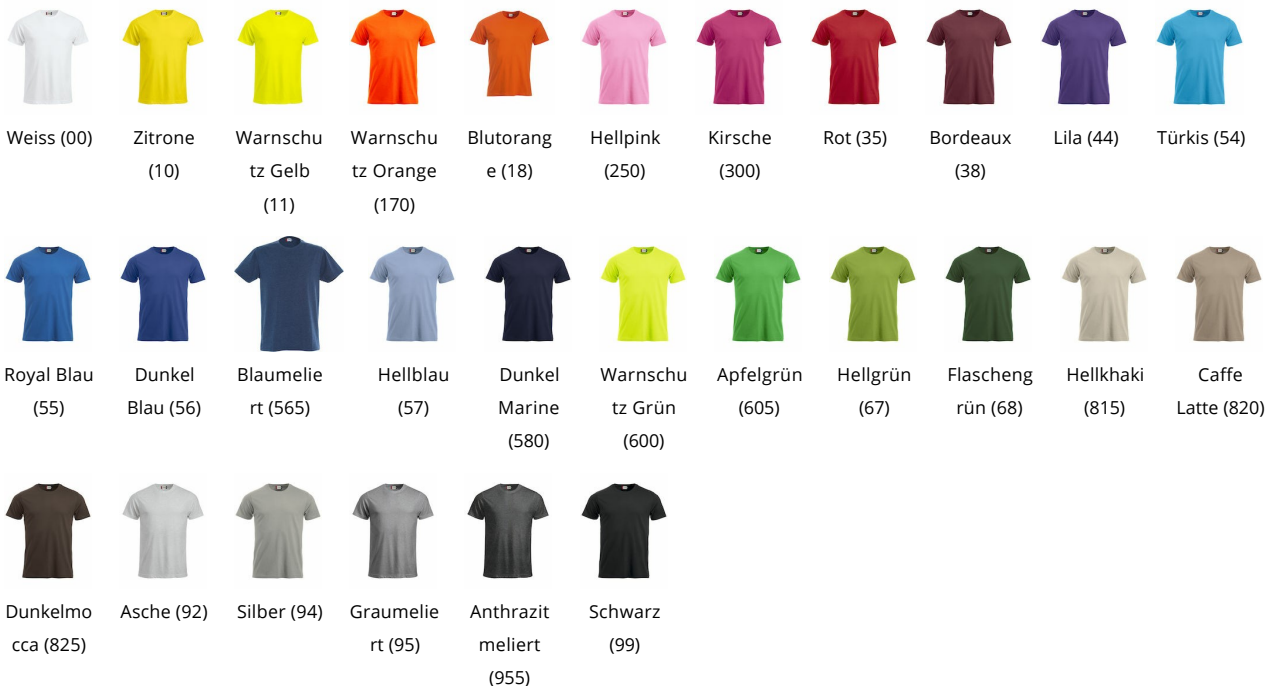 Weiss (00)
Zitrone
(10)
Warnschu
tz Gelb
(11)
Warnschu
tz Orange
(170)
Blutorang
e (18)
Hellpink
(250)
Kirsche
(300)
Rot (35)
Bordeaux
(38)
Lila (44)
Türkis (54)
Royal Blau
(55)
Dunkel
Blau (56)
Blaumelie
rt (565)
Hellblau
(57)
Dunkel
Marine
(580)
Warnschu
tz Grün
(600)
Apfelgrün
(605)
Hellgrün
(67)
Flascheng
rün (68)
Hellkhaki
(815)
Caffe
Latte (820)
Dunkelmo
cca (825)
Asche (92)
Silber (94)
Graumelie
rt (95)
Anthrazit
meliert
(955)
Schwarz
(99)